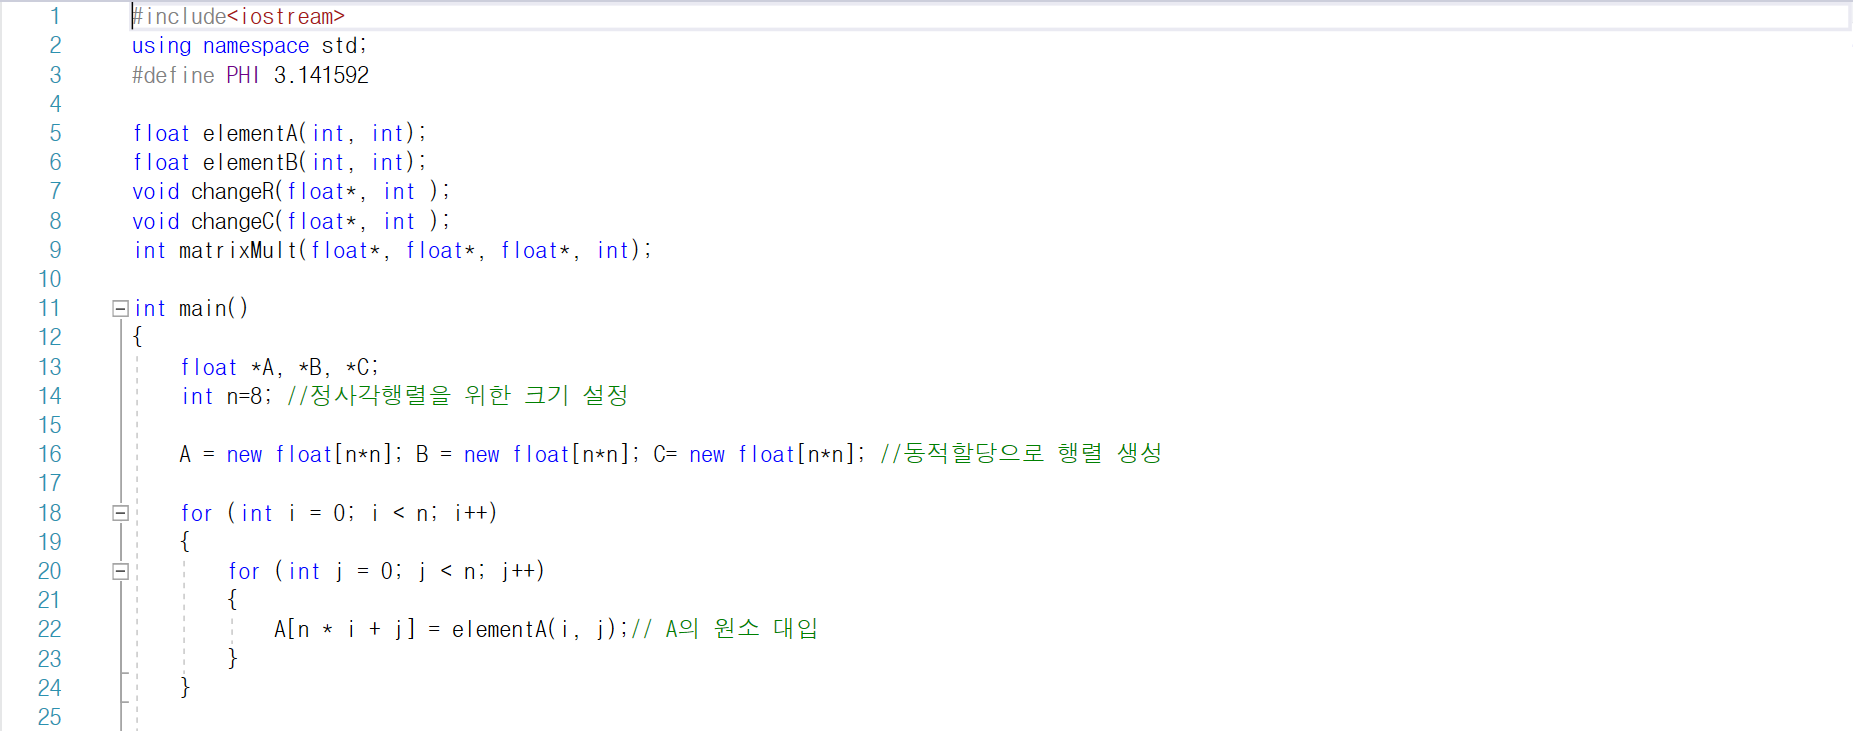 1 #include<iostream>
2 using namespace std;
3 #define PHI 3.141592
4
5 float elementA(int, int);
6 float elementB(int, int);
7 void changeR(float*, int );
8 void changeC(float*, int );
9 int matrixMult(float*, float*, float*, int);
10
11 int main()
12 {
13 float *A, *B, *C;
14 int n=8; //정사각행렬을 위한 크기 설정
15
16 A = new float[n*n]; B = new float[n*n]; C= new float[n*n]; //동적할당으로 행렬 생성
17
18 for (int i = 0; i < n; i++)
19 {
20 for (int j = 0; j < n; j++)
21 {
22 A[n * i + j] = elementA(i, j);// A의 원소 대입
23 }
24 }
25